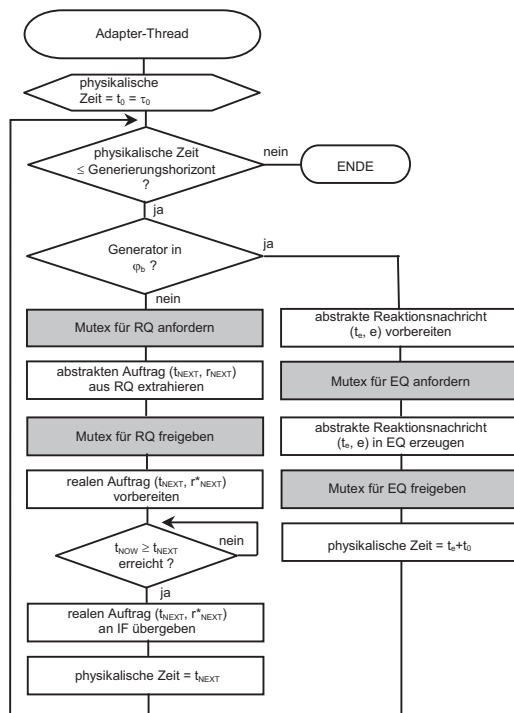 Adapter-Thread
physikalische
Zeit = t₀ = τ₀
physikalische Zeit
≤ Generierungshorizont
?
nein
ENDE
ja
Generator in
φb ?
ja
nein
Mutex für RQ anfordern
abstrakten Auftrag (tNEXT, rNEXT)
aus RQ extrahieren
Mutex für RQ freigeben
realen Auftrag (tNEXT, r*NEXT)
vorbereiten
tNOW ≥ tNEXT
erreicht ?
nein
ja
realen Auftrag (tNEXT, r*NEXT)
an IF übergeben
physikalische Zeit = tNEXT
abstrakte Reaktionsnachricht
(te, e) vorbereiten
Mutex für EQ anfordern
abstrakte Reaktionsnachricht
(te, e) in EQ erzeugen
Mutex für EQ freigeben
physikalische Zeit = te+t₀